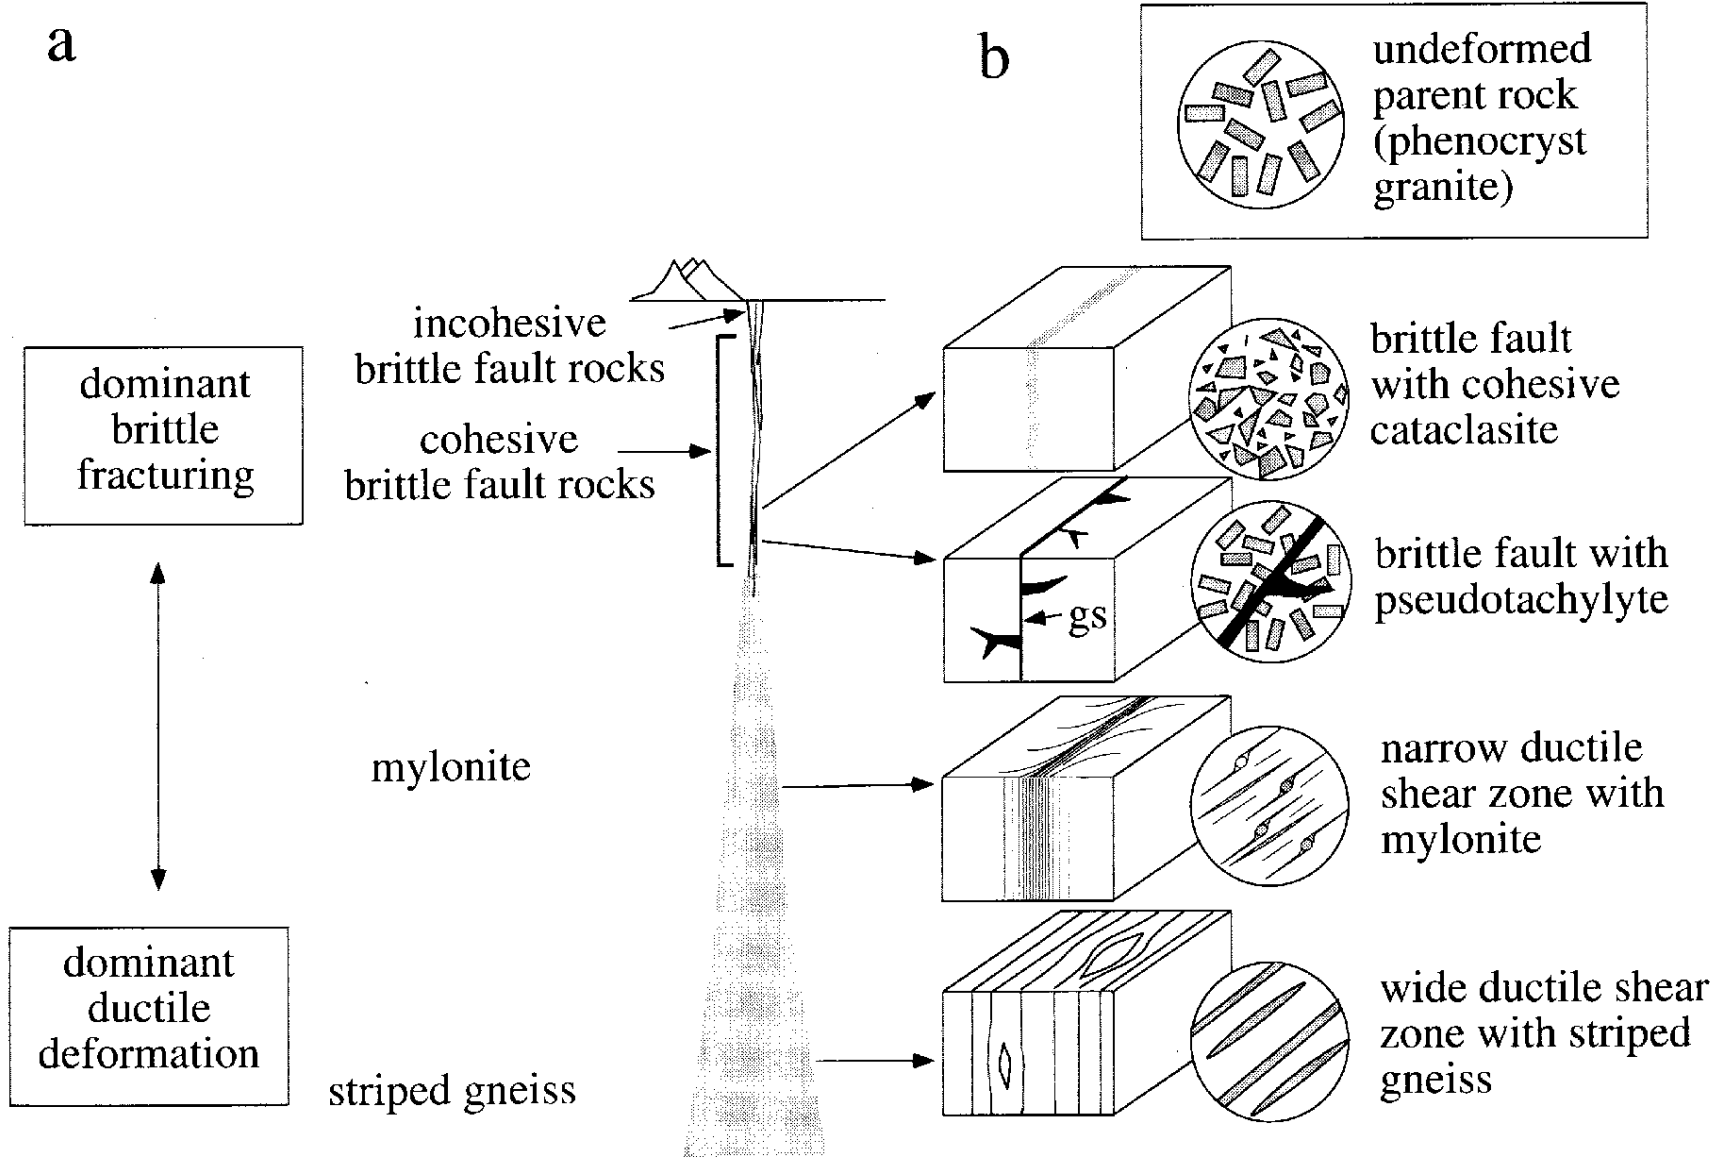 a
b
undeformed
parent rock
(phenocryst
granite)
incohesive
brittle fault rocks
dominant
brittle
fracturing
cohesive
brittle fault rocks
brittle fault
with cohesive
cataclasite
gs
brittle fault with
pseudotachylyte
mylonite
narrow ductile
shear zone with
mylonite
dominant
ductile
deformation
striped gneiss
wide ductile shear
zone with striped
gneiss